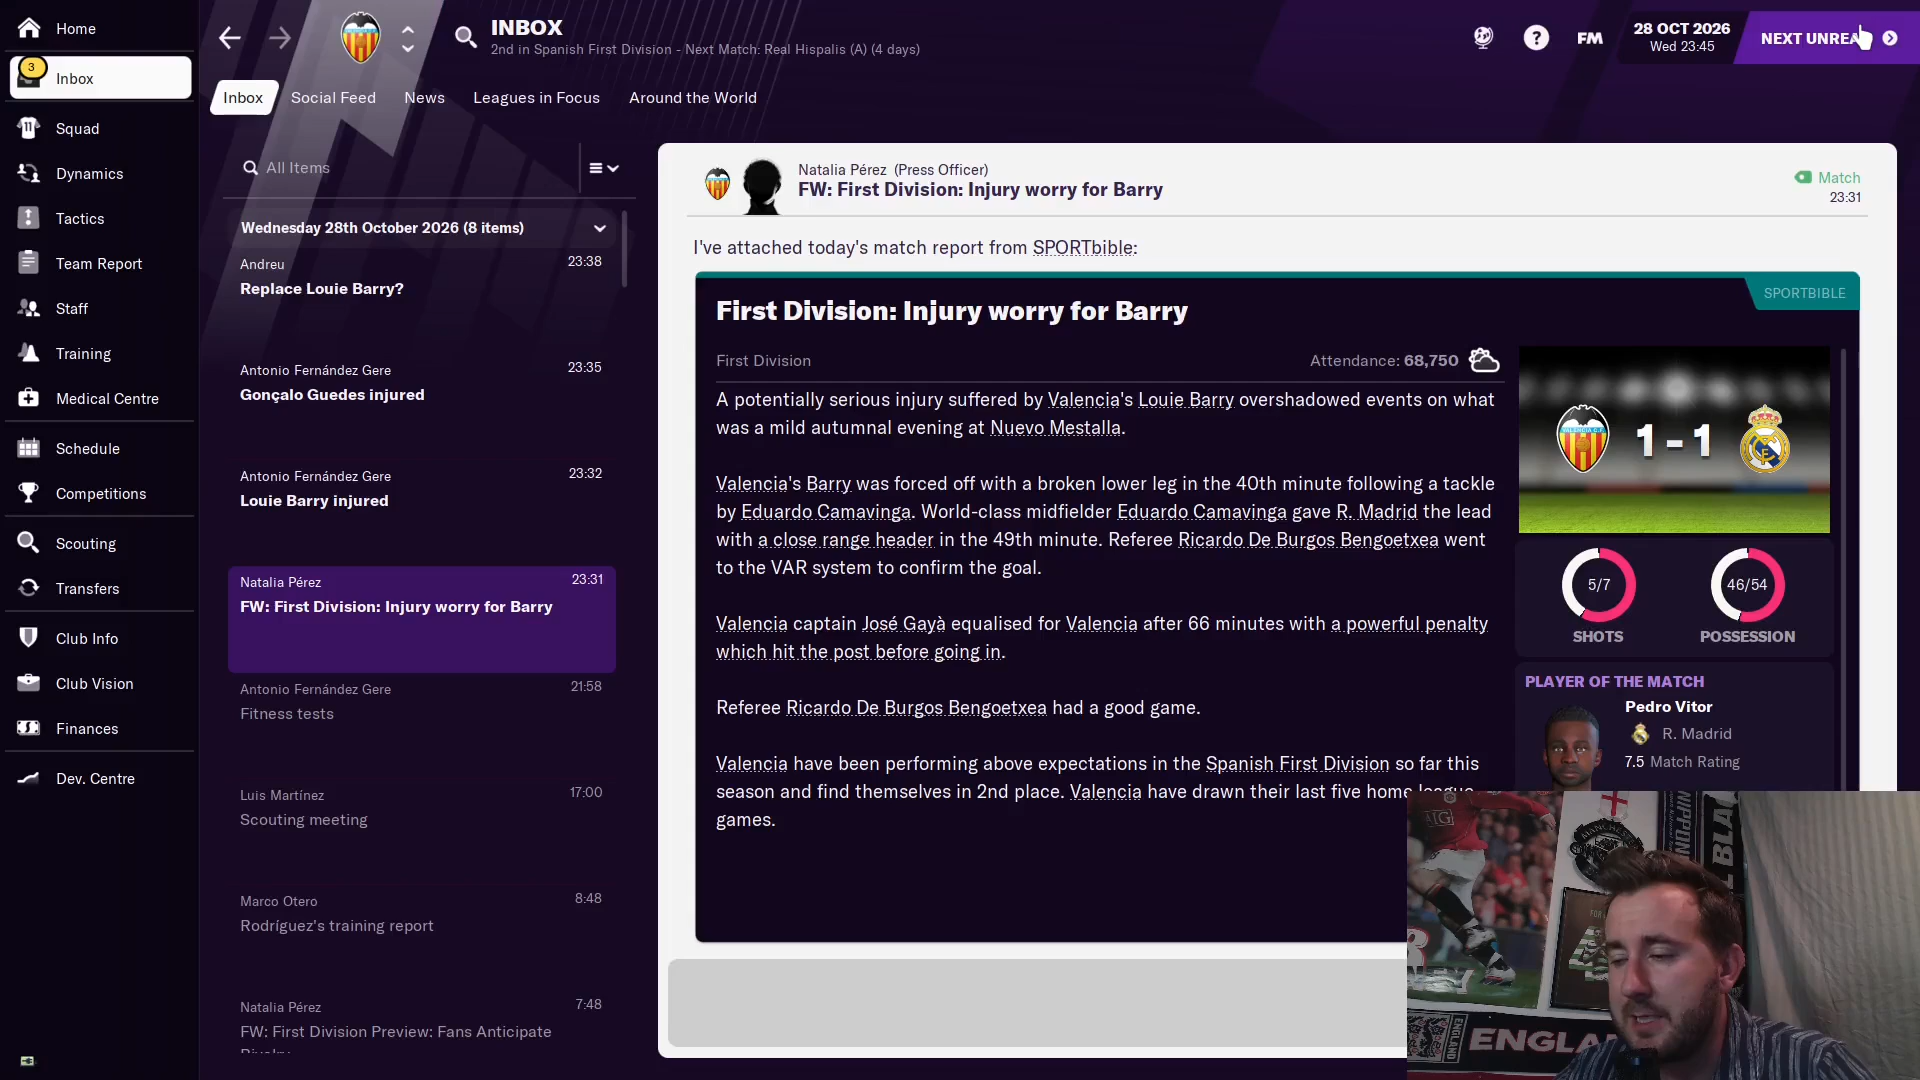 Home
3
Inbox
Squad
Dynamics
Tactics
Team Report
Staff
Training
Medical Centre
Schedule
Competitions
Scouting
Transfers
Club Info
Club Vision
Finances
Dev. Centre
INBOX
2nd in Spanish First Division - Next Match: Real Hispalis (A) (4 days)
FM
28 OCT 2026
Wed 23:45
NEXT UNREA
Inbox
Social Feed
News
Leagues in Focus
Around the World
All Items
Wednesday 28th October 2026 (8 items)
Andreu
23:38
Replace Louie Barry?
Antonio Fernández Gere
23:35
Gonçalo Guedes injured
Antonio Fernández Gere
23:32
Louie Barry injured
Natalia Pérez
23:31
FW: First Division: Injury worry for Barry
Antonio Fernández Gere
21:58
Fitness tests
Luis Martínez
17:00
Scouting meeting
Marco Otero
8:48
Rodríguez's training report
Natalia Pérez
7:48
FW: First Division Preview: Fans Anticipate
Natalia Pérez (Press Officer)
FW: First Division: Injury worry for Barry
Match
23:31
I've attached today's match report from SPORTbible:
SPORTBIBLE
First Division: Injury worry for Barry
First Division
Attendance: 68,750
A potentially serious injury suffered by Valencia's Louie Barry overshadowed events on what
was a mild autumnal evening at Nuevo Mestalla.
Valencia's Barry was forced off with a broken lower leg in the 40th minute following a tackle
by Eduardo Camavinga. World-class midfielder Eduardo Camavinga gave R. Madrid the lead
with a close range header in the 49th minute. Referee Ricardo De Burgos Bengoetxea went
to the VAR system to confirm the goal.
Valencia captain José Gayà equalised for Valencia after 66 minutes with a powerful penalty
which hit the post before going in.
Referee Ricardo De Burgos Bengoetxea had a good game.
Valencia have been performing above expectations in the Spanish First Division so far this
season and find themselves in 2nd place. Valencia have drawn their last five home league
games.
1 - 1
5/7
SHOTS
46/54
POSSESSION
PLAYER OF THE MATCH
Pedro Vitor
R. Madrid
7.5 Match Rating
AIG
MANCHESTER
NIPPON
BLA
ENGLAND
ENGLA